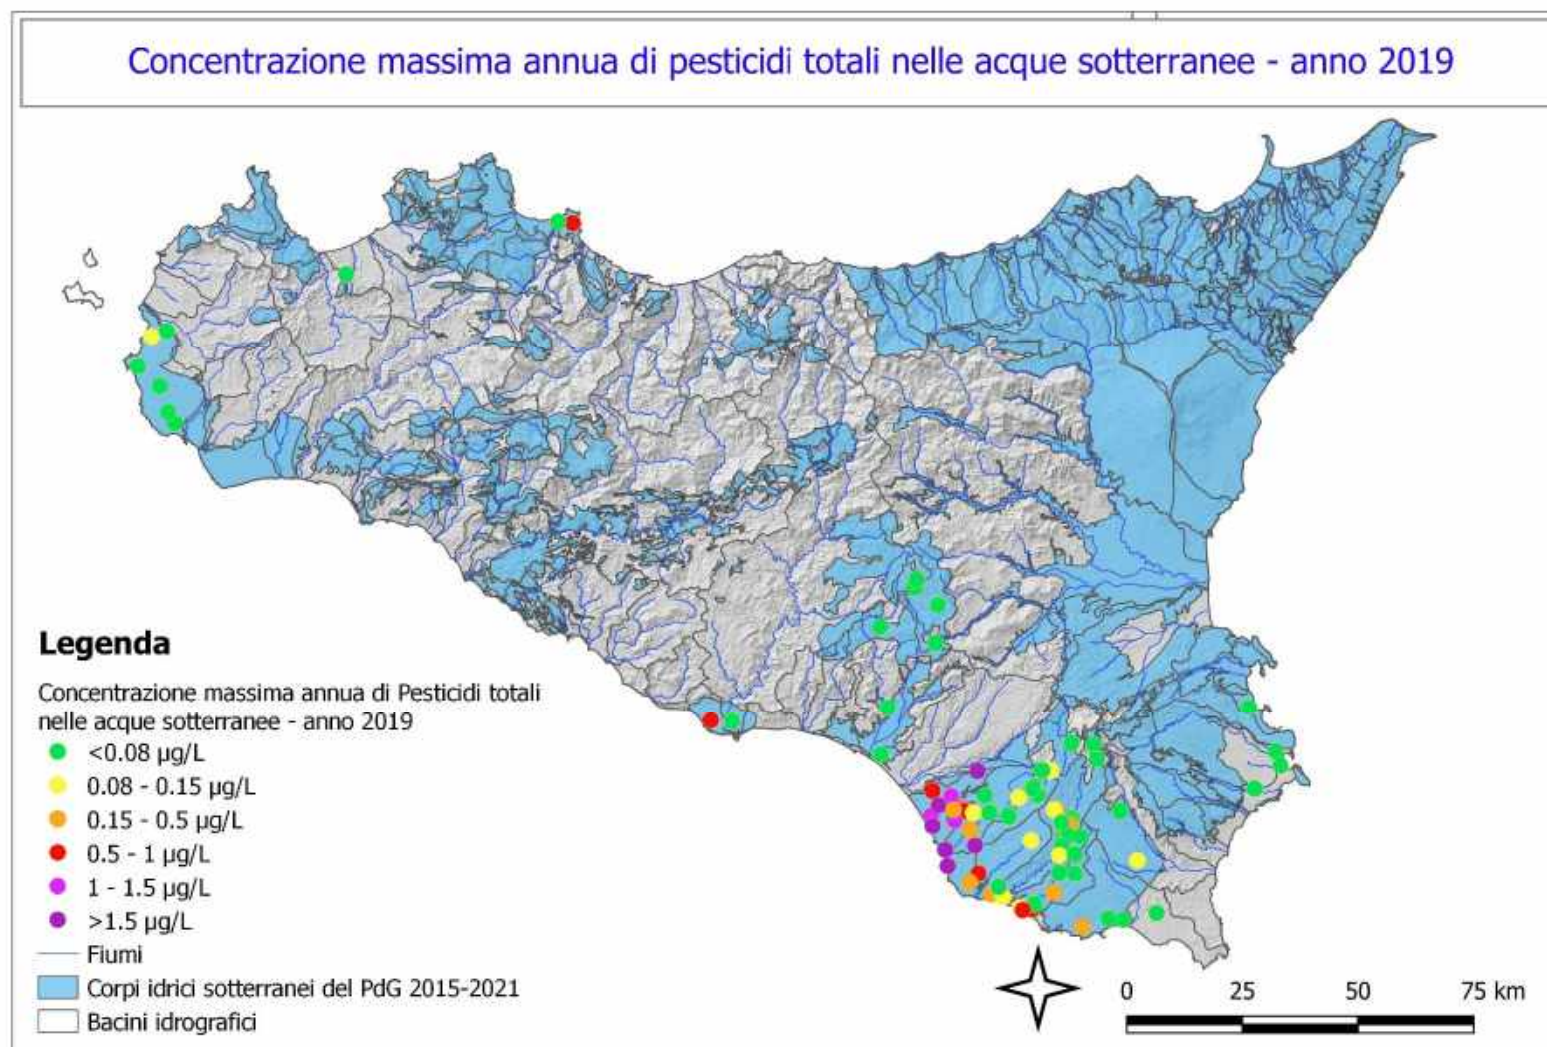 Concentrazione massima annua di pesticidi totali nelle acque sotterranee - anno 2019
Legenda
Concentrazione massima annua di Pesticidi totali
nelle acque sotterranee - anno 2019
<0.08 µg/L
0.08 - 0.15 µg/L
0.15 - 0.5 µg/L
0.5 - 1 µg/L
1 - 1.5 µg/L
>1.5 µg/L
Fiumi
Corpi idrici sotterranei del PdG 2015-2021
Bacini idrografici
0 25 50 75 km